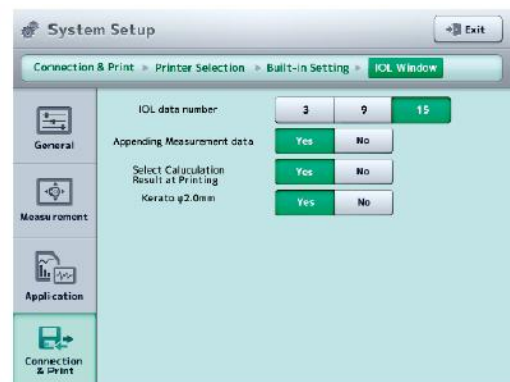 System Setup
Exit
Connection & Print » Printer Selection » Built-in Setting » IOL Window
General
Measurement
Application
Connection
& Print
IOL data number 3 9 15
Appending Measurement data Yes No
Select Caluculation
Result at Printing Yes No
Kerato φ2.0mm Yes No